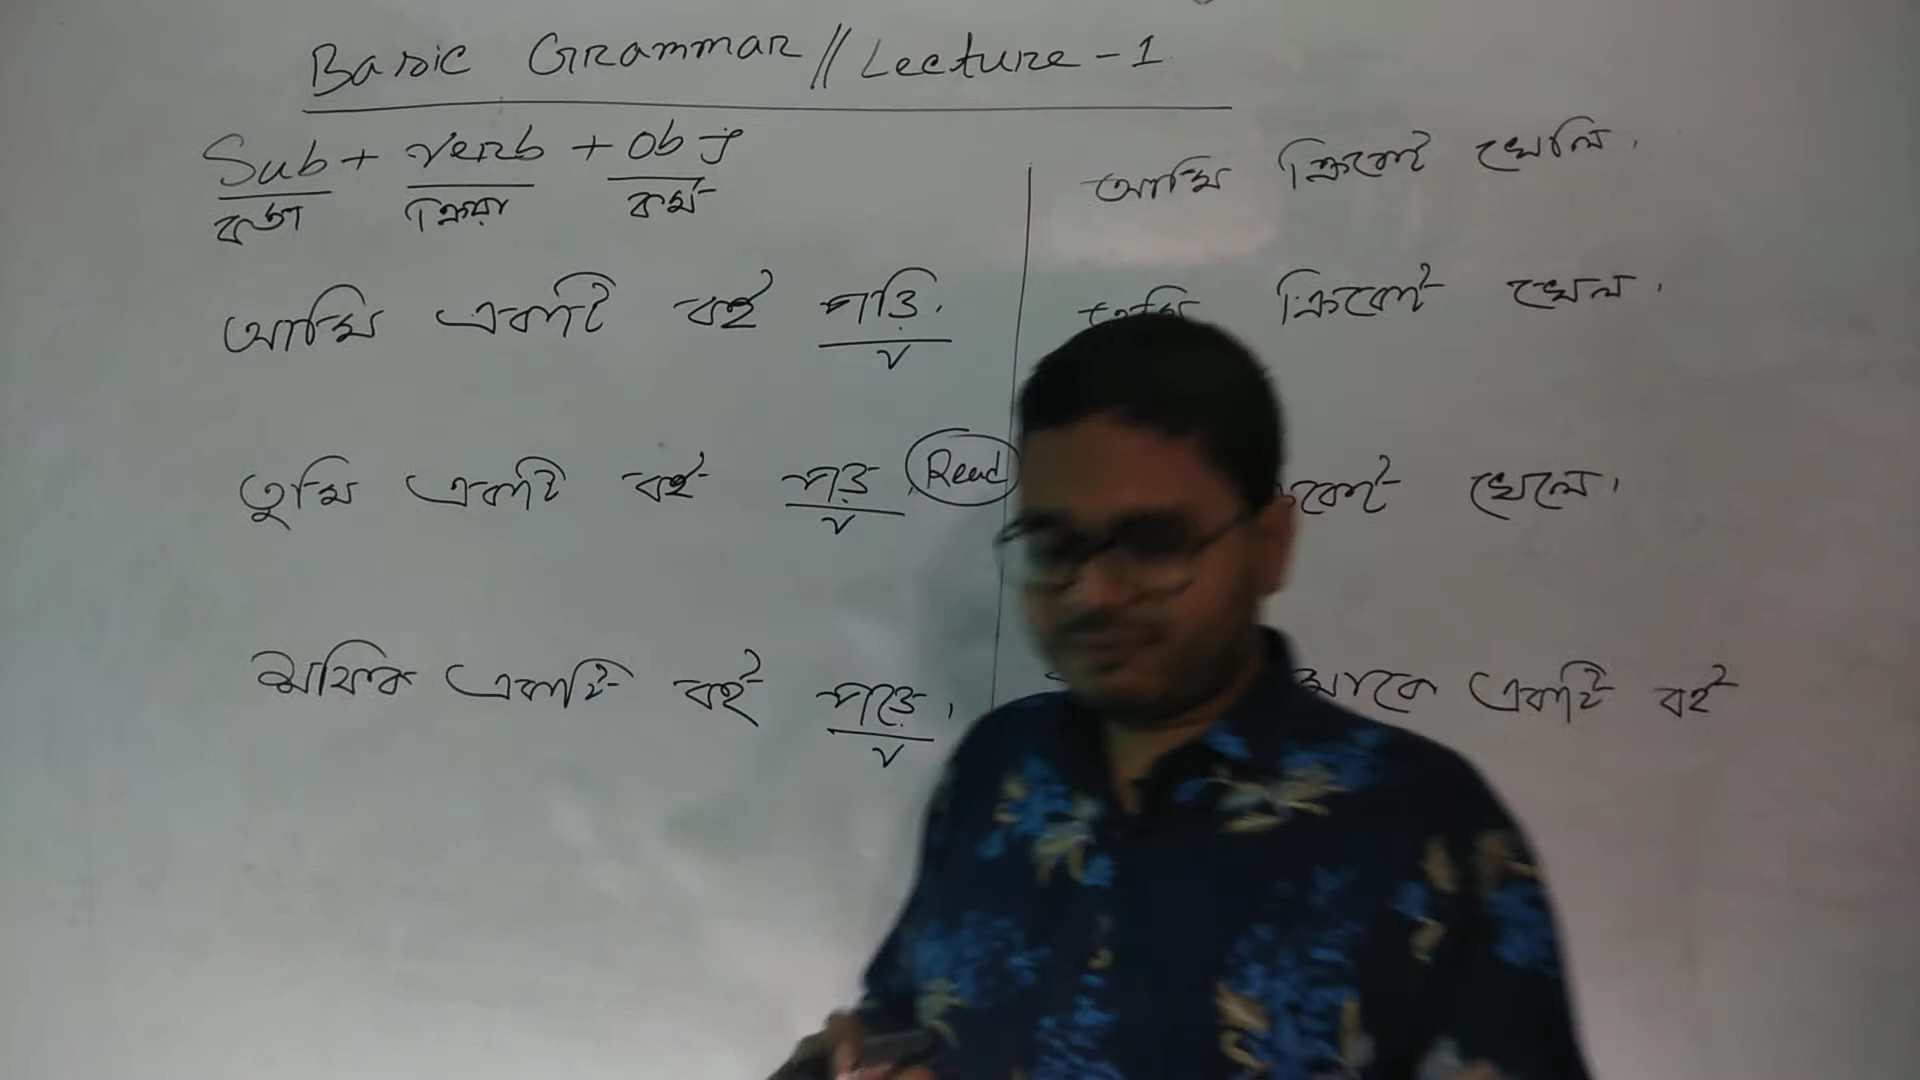 Basic Grammar // Lecture - 1
Sub + Verb + Obj
কর্তা ক্রিয়া কর্ম
আমি একটি বই পড়ি.
v
তুমি একটি বই পড়. Read
v
একটি বই পড়ে.
v
আমি ক্রিকেট খেলি.
তুমি ক্রিকেট খেল.
খেলে.
একটি বই